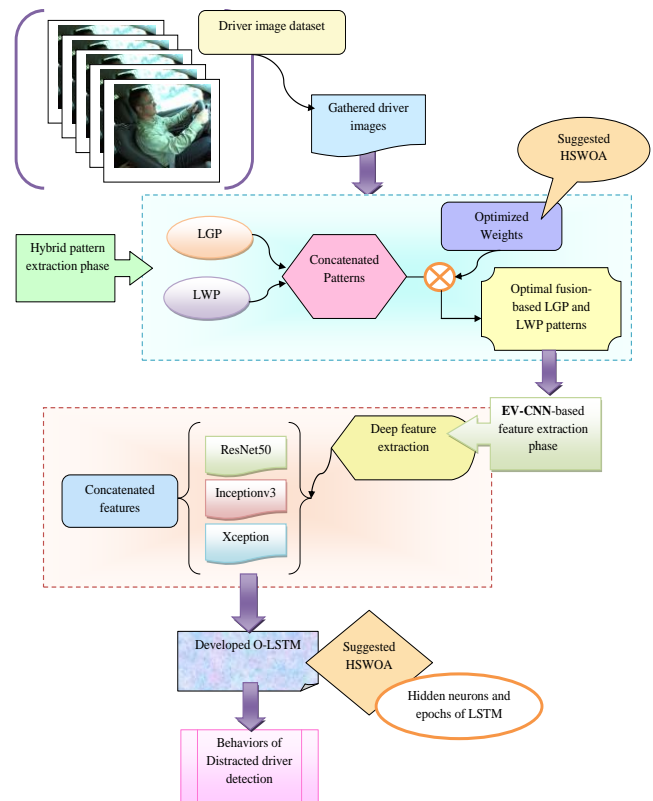 Driver image dataset
Gathered driver
images
Suggested
HSWOA
Hybrid pattern
extraction phase
LGP
LWP
Concatenated
Patterns
Optimized
Weights
Optimal fusion-
based LGP and
LWP patterns
EV-CNN-based
feature extraction
phase
Deep feature
extraction
ResNet50
Inceptionv3
Xception
Concatenated
features
Developed O-LSTM
Suggested
HSWOA
Hidden neurons and
epochs of LSTM
Behaviors of
Distracted driver
detection